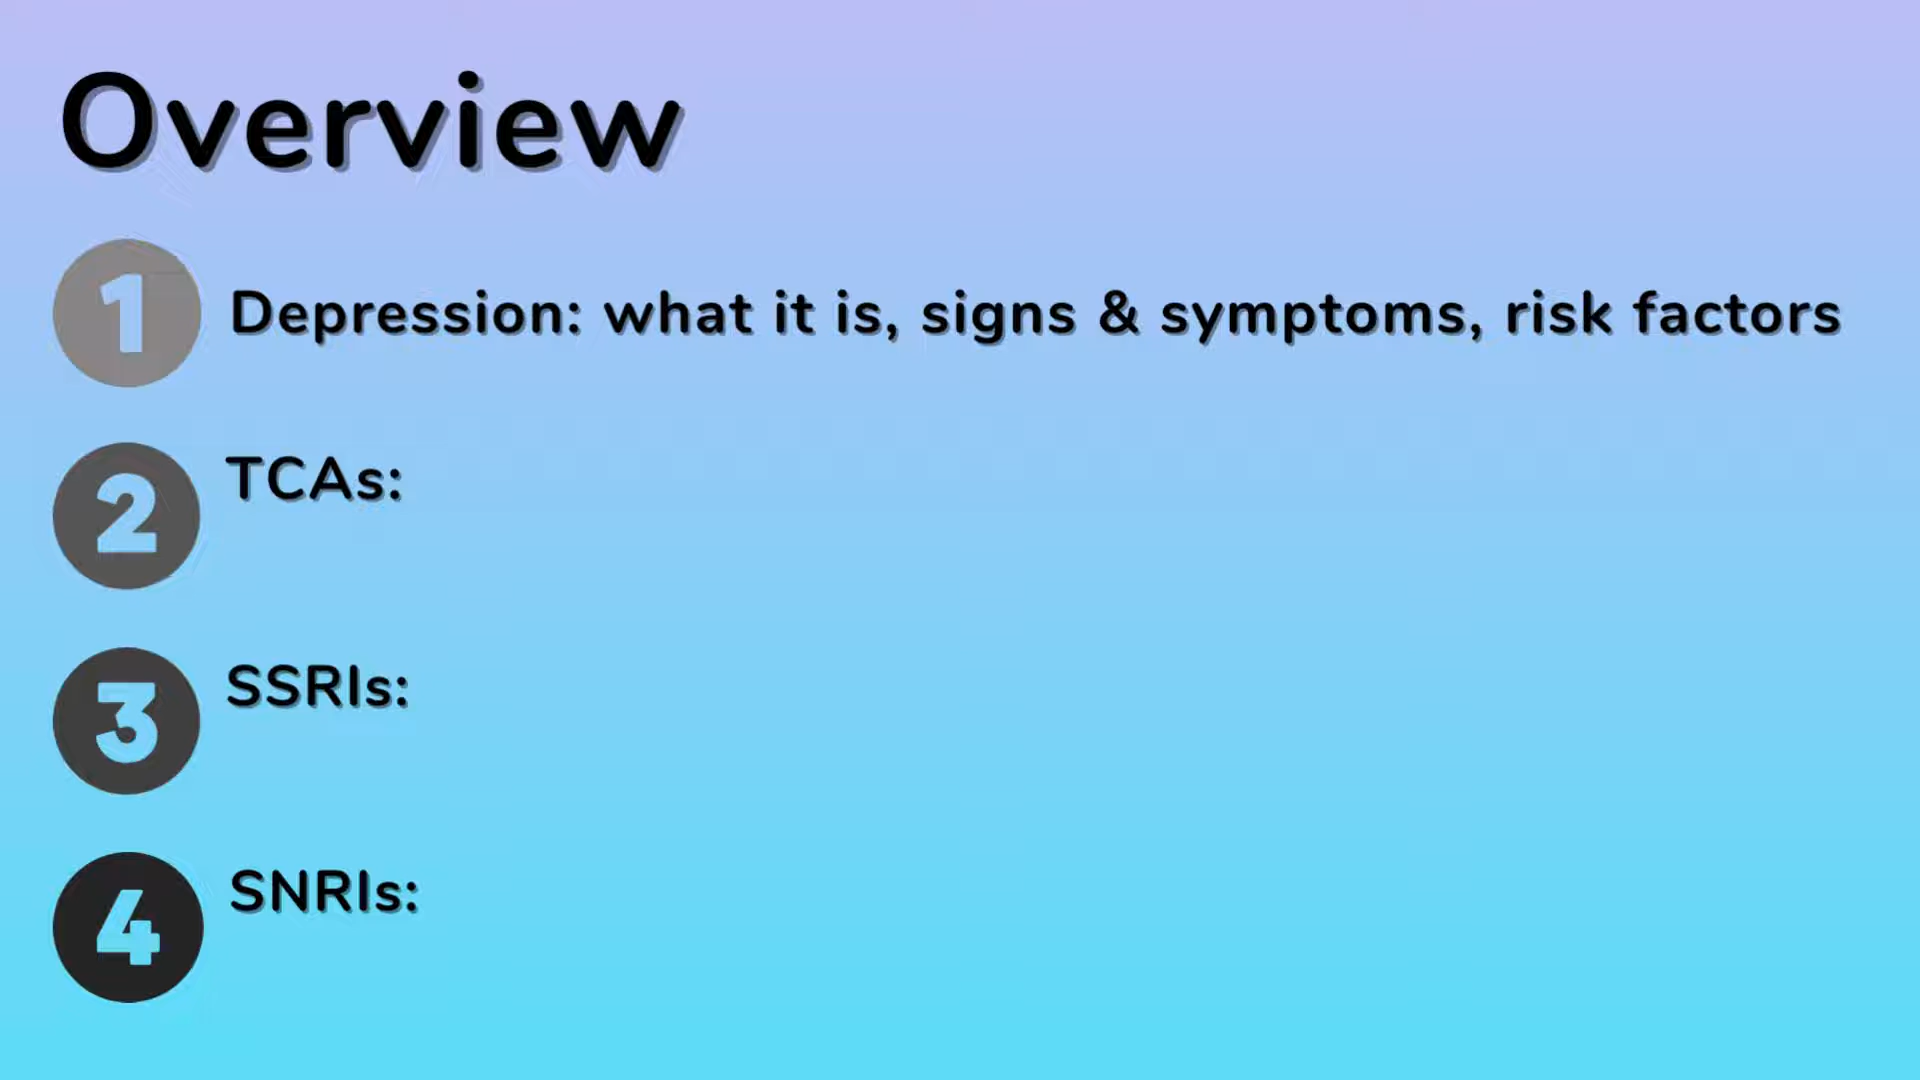 Overview
1 Depression: what it is, signs & symptoms, risk factors
2 TCAs:
3 SSRIs:
4 SNRIs: